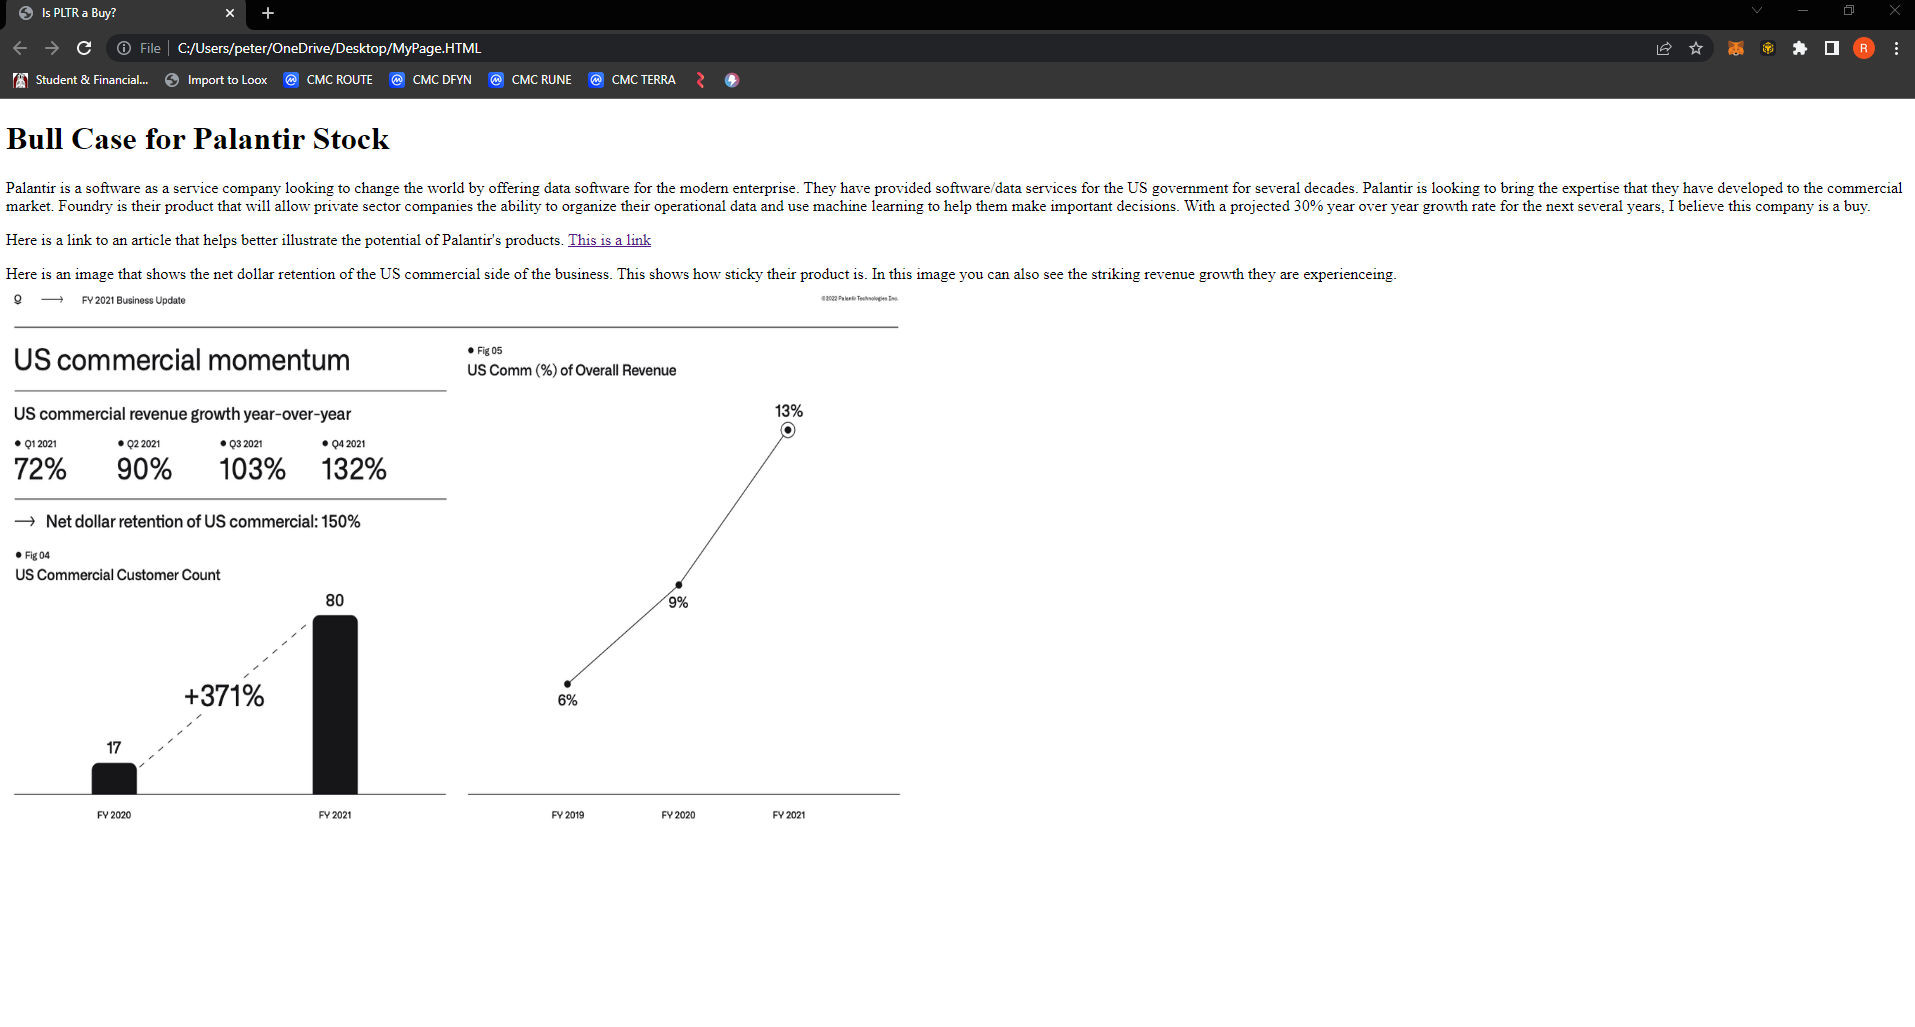 Is PLTR a Buy?
File
C:/Users/peter/OneDrive/Desktop/MyPage.HTML
R
Student & Financial...
Import to Loox
CMC ROUTE
CMC DFYN
CMC RUNE
CMC TERRA
Bull Case for Palantir Stock
Palantir is a software as a service company looking to change the world by offering data software for the modern enterprise. They have provided software/data services for the US government for several decades. Palantir is looking to bring the expertise that they have developed to the commercial
market. Foundry is their product that will allow private sector companies the ability to organize their operational data and use machine learning to help them make important decisions. With a projected 30% year over year growth rate for the next several years, I believe this company is a buy.
Here is a link to an article that helps better illustrate the potential of Palantir's products. This is a link
Here is an image that shows the net dollar retention of the US commercial side of the business. This shows how sticky their product is. In this image you can also see the striking revenue growth they are experienceing.
FY 2021 Business Update
©2022 Palantir Technologies Inc.
US commercial momentum
US commercial revenue growth year-over-year
Q1 2021
Q2 2021
Q3 2021
Q4 2021
72%
90%
103%
132%
→ Net dollar retention of US commercial: 150%
Fig 04
US Commercial Customer Count
80
+371%
17
FY 2020
FY 2021
Fig 05
US Comm (%) of Overall Revenue
13%
9%
6%
FY 2019
FY 2020
FY 2021